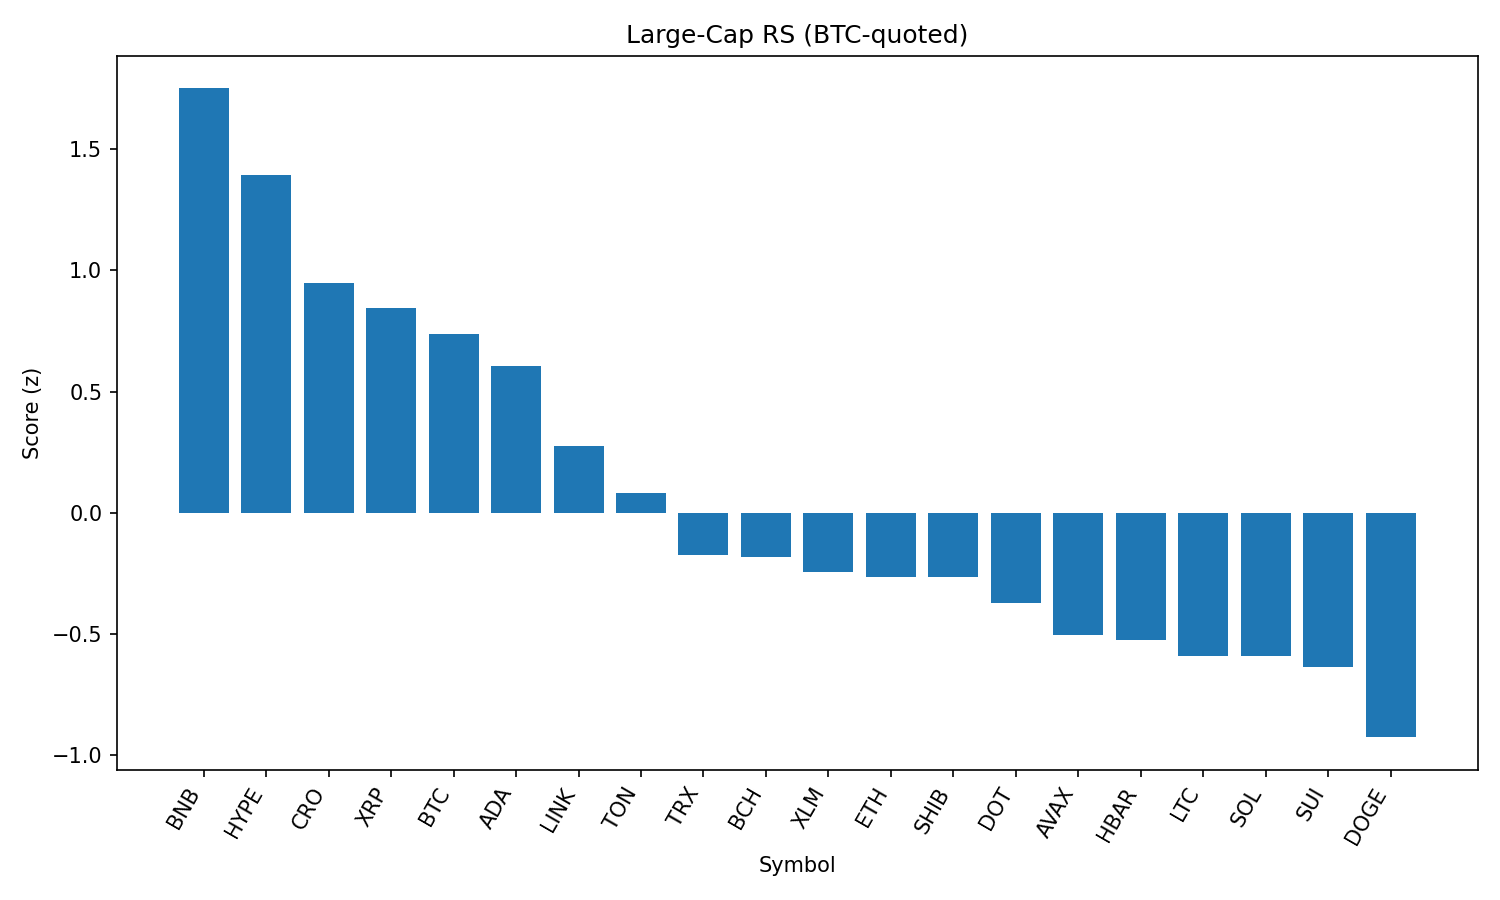 Large-Cap RS (BTC-quoted)
Score (z)
1.5
1.0
0.5
0.0
−0.5
−1.0
BNB
HYPE
CRO
XRP
BTC
ADA
LINK
TON
TRX
BCH
XLM
ETH
SHIB
DOT
AVAX
HBAR
LTC
SOL
SUI
DOGE
Symbol